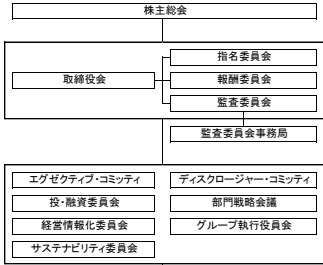 株主総会
指名委員会
取締役会
報酬委員会
監査委員会
監査委員会事務局
エグゼクティブ・コミッティ
ディスクロージャー・コミッティ
投・融資委員会
部門戦略会議
経営情報化委員会
グループ執行役員会
サステナビリティ委員会